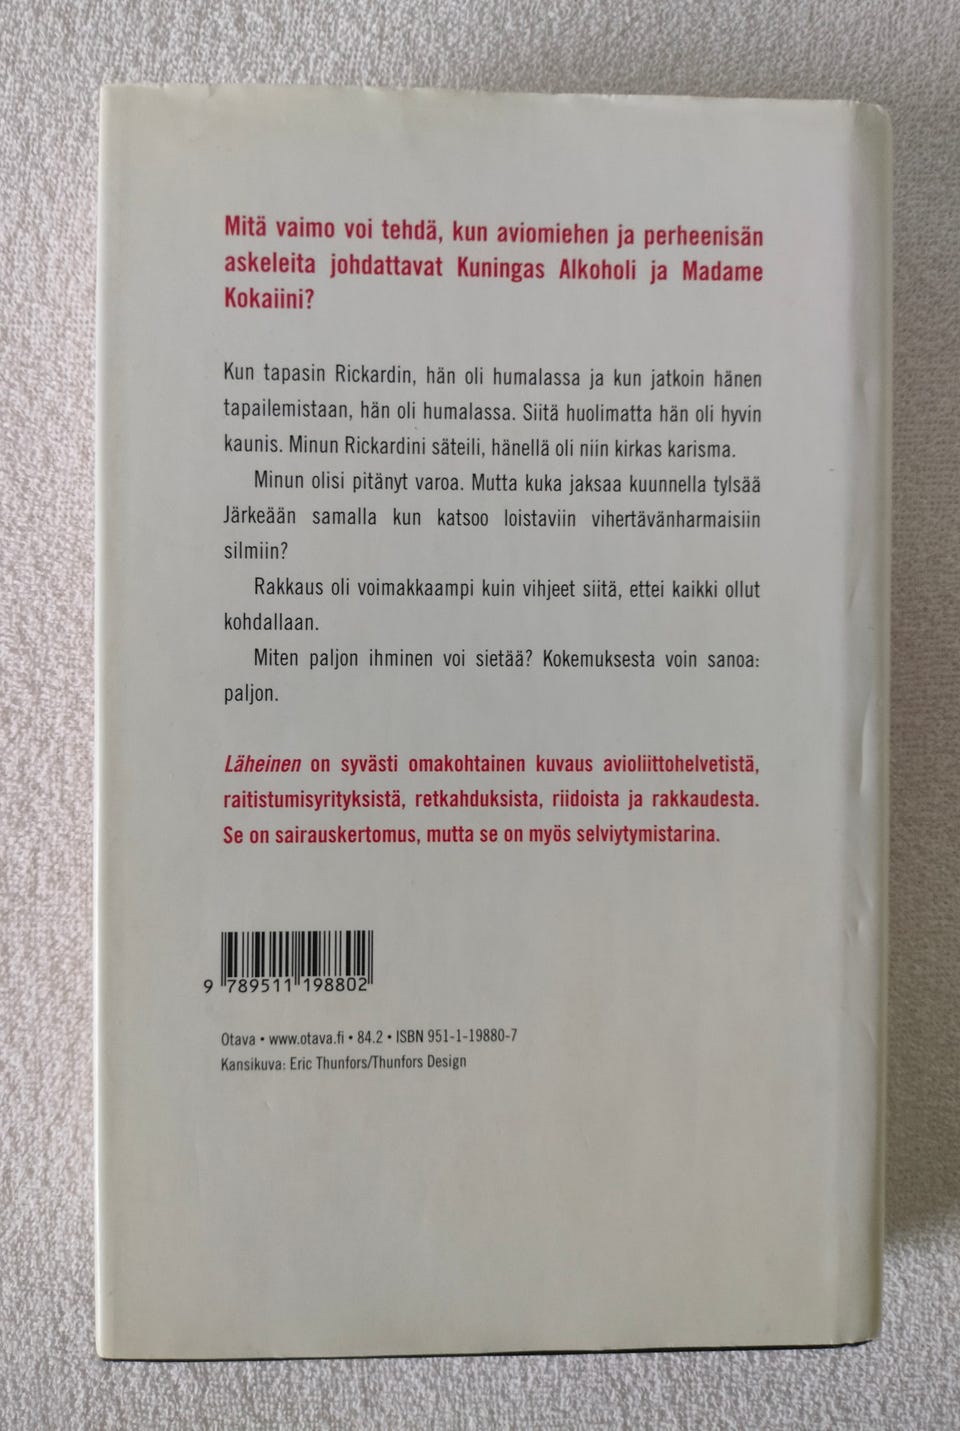 Mitä vaimo voi tehdä, kun aviomiehen ja perheenisän
askeleita johdattavat Kuningas Alkoholi ja Madame
Kokaiini?
Kun tapasin Rickardin, hän oli humalassa ja kun jatkoin hänen
tapailemistaan, hän oli humalassa. Siitä huolimatta hän oli hyvin
kaunis. Minun Rickardini säteili, hänellä oli niin kirkas karisma.
Minun olisi pitänyt varoa. Mutta kuka jaksaa kuunnella tylsää
Järkeään samalla kun katsoo loistaviin vihertävänharmaisiin
silmiin?
Rakkaus oli voimakkaampi kuin vihjeet siitä, ettei kaikki ollut
kohdallaan.
Miten paljon ihminen voi sietää? Kokemuksesta voin sanoa:
paljon.
Läheinen on syvästi omakohtainen kuvaus avioliittohelvetistä,
raitistumisyrityksistä, retkahduksista, riidoista ja rakkaudesta.
Se on sairauskertomus, mutta se on myös selviytymistarina.
9 789511 198802
Otava • www.otava.fi • 84.2 • ISBN 951-1-19880-7
Kansikuva: Eric Thunfors/Thunfors Design